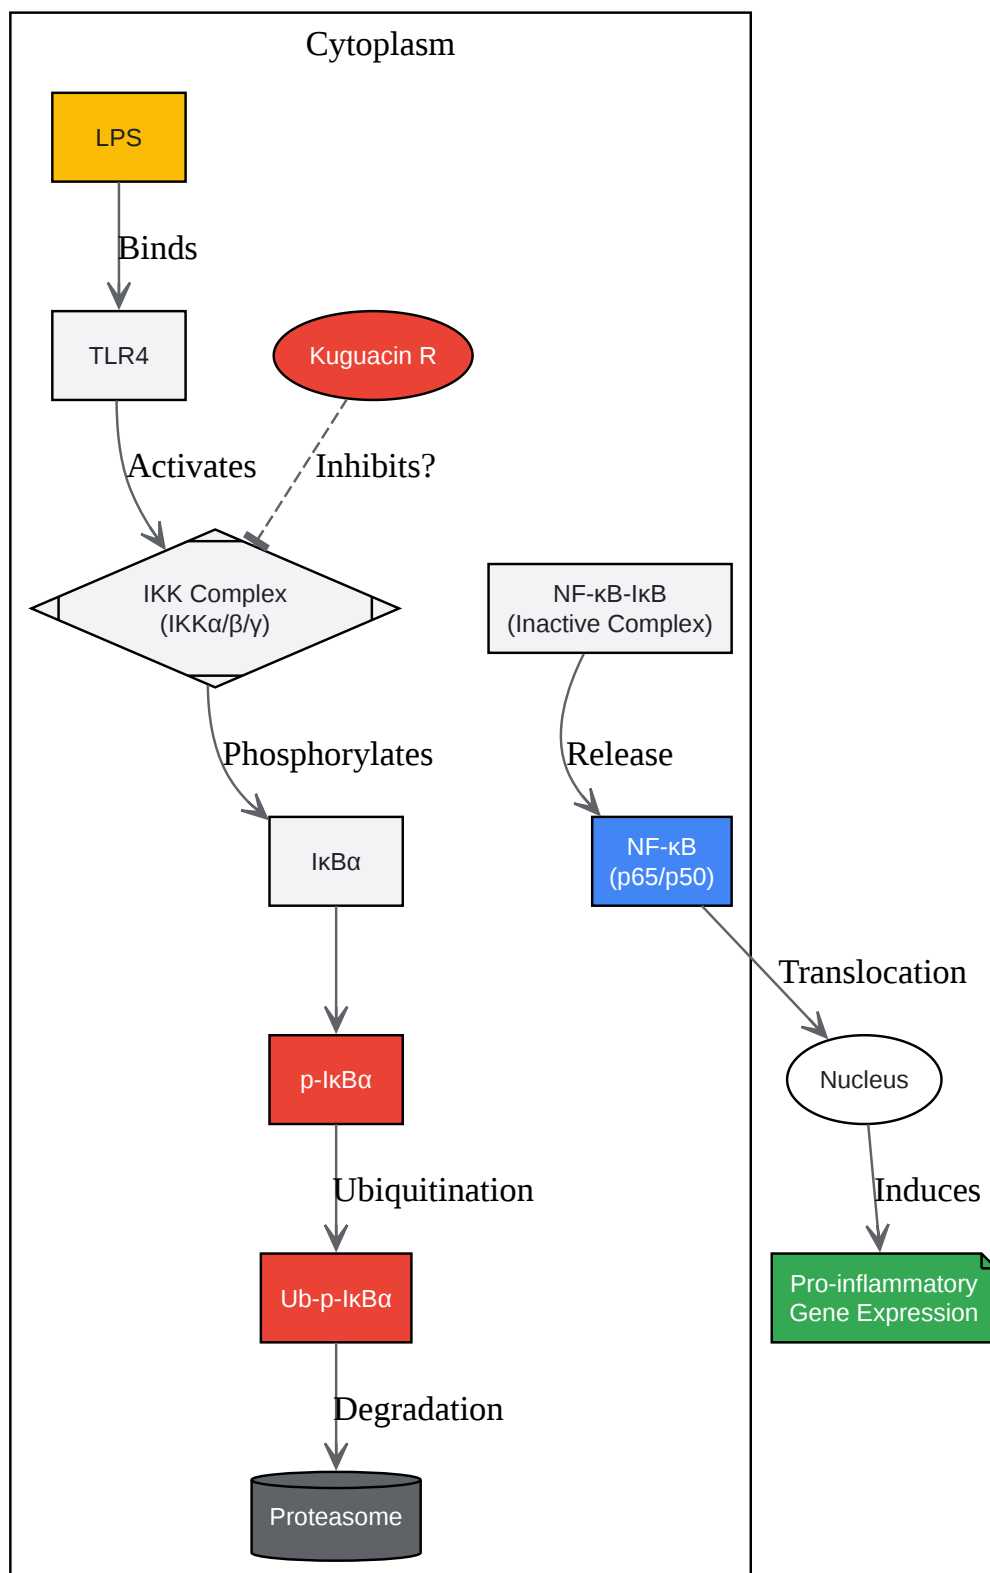 Cytoplasm
LPS
Binds
TLR4
Kuguacin R
Activates
Inhibits?
IKK Complex
(IKKα/β/γ)
NF-κB-IκB
(Inactive Complex)
Phosphorylates
Release
IκBα
NF-κB
(p65/p50)
Translocation
p-IκBα
Nucleus
Ubiquitination
Induces
Ub-p-IκBα
Pro-inflammatory
Gene Expression
Degradation
Proteasome